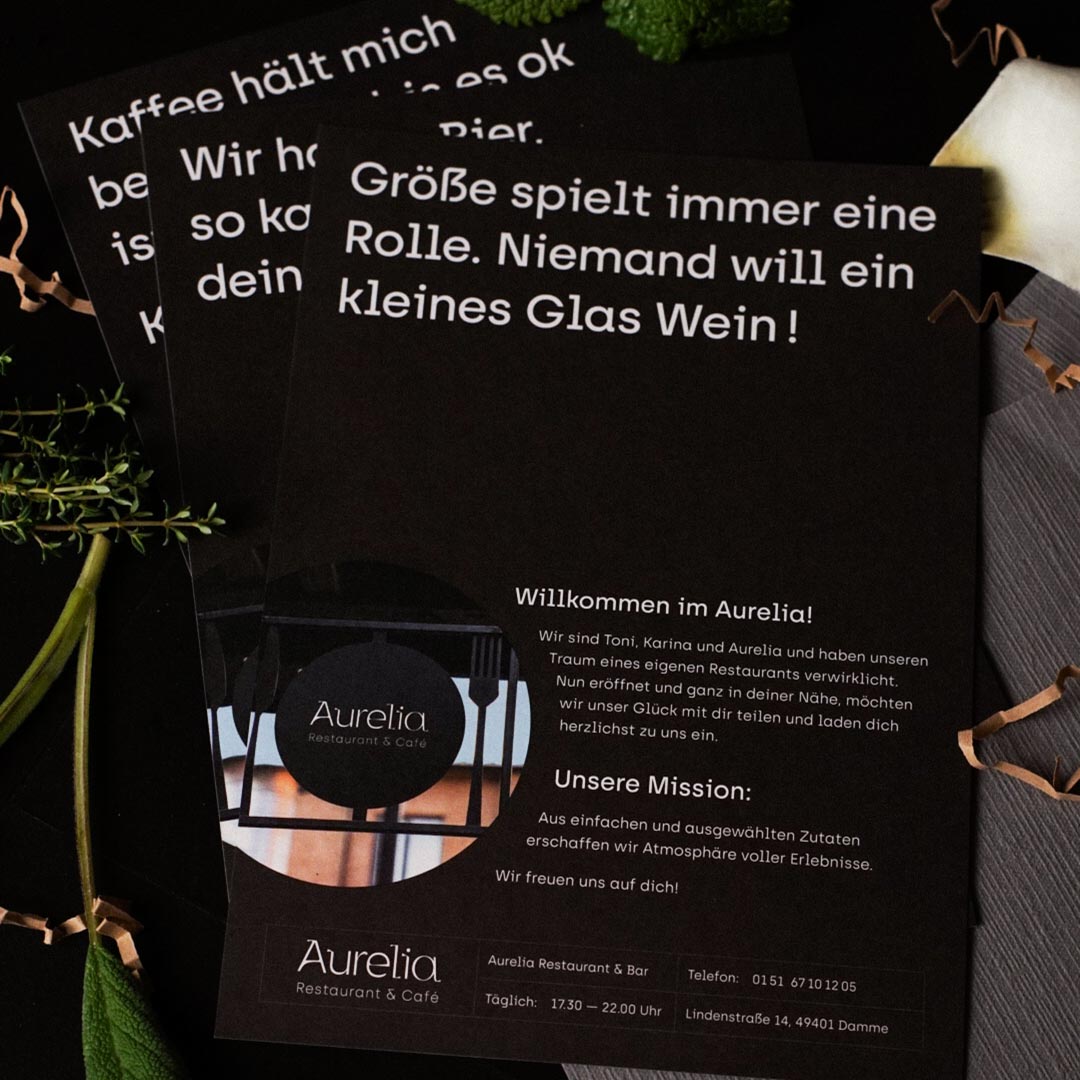 Kaffee hält mich
es ok
Bier.
Wir
so
dein
Größe spielt immer eine
Rolle. Niemand will ein
kleines Glas Wein!
Willkommen im Aurelia!
Wir sind Toni, Karina und Aurelia und haben unseren
Traum eines eigenen Restaurants verwirklicht.
Nun eröffnet und ganz in deiner Nähe, möchten
wir unser Glück mit dir teilen und laden dich
herzlichst zu uns ein.
Aurelia
Restaurant & Café
Unsere Mission:
Aus einfachen und ausgewählten Zutaten
erschaffen wir Atmosphäre voller Erlebnisse.
Wir freuen uns auf dich!
Aurelia
Restaurant & Café
Aurelia Restaurant & Bar
Telefon: 0151 67101205
Täglich: 17.30 — 22.00 Uhr
Lindenstraße 14, 49401 Damme